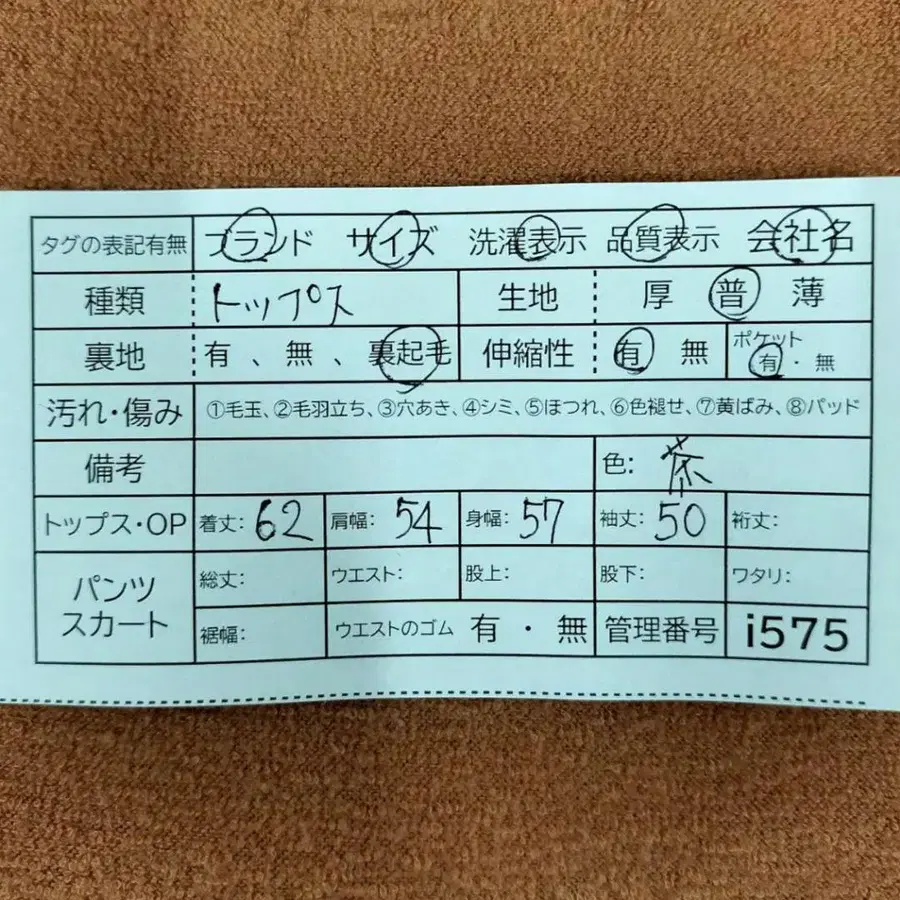 タグの表記有無 ブランド サイズ 洗濯表示 品質表示 会社名
種類 トップス 生地 厚 普 薄
裏地 有、無、裏起毛 伸縮性 有 無 ポケット 有・無
汚れ・傷み ①毛玉、②毛羽立ち、③穴あき、④シミ、⑤ほつれ、⑥色褪せ、⑦黄ばみ、⑧パッド
備考 色: 茶
トップス・OP 着丈: 62 肩幅: 54 身幅: 57 袖丈: 50 裄丈:
パンツ スカート 総丈: ウエスト: 股上: 股下: ワタリ:
裾幅: ウエストのゴム 有・無 管理番号 i575